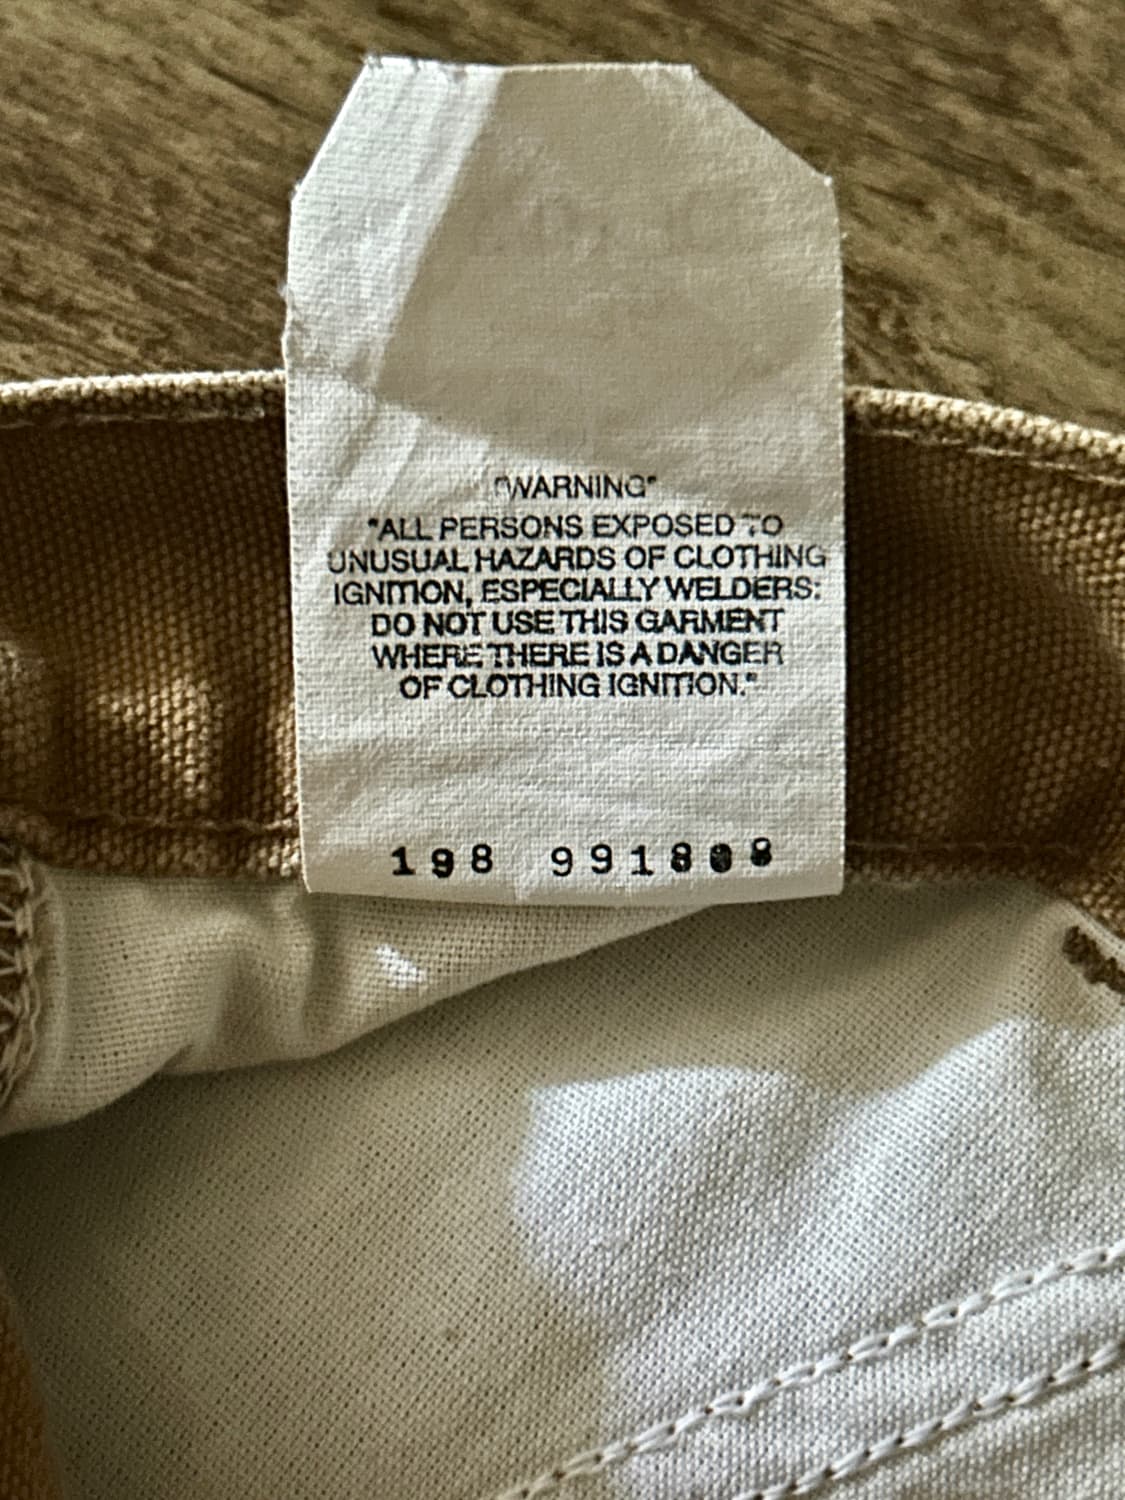 "WARNING"
"ALL PERSONS EXPOSED TO
UNUSUAL HAZARDS OF CLOTHING
IGNITION, ESPECIALLY WELDERS:
DO NOT USE THIS GARMENT
WHERE THERE IS A DANGER
OF CLOTHING IGNITION."
198